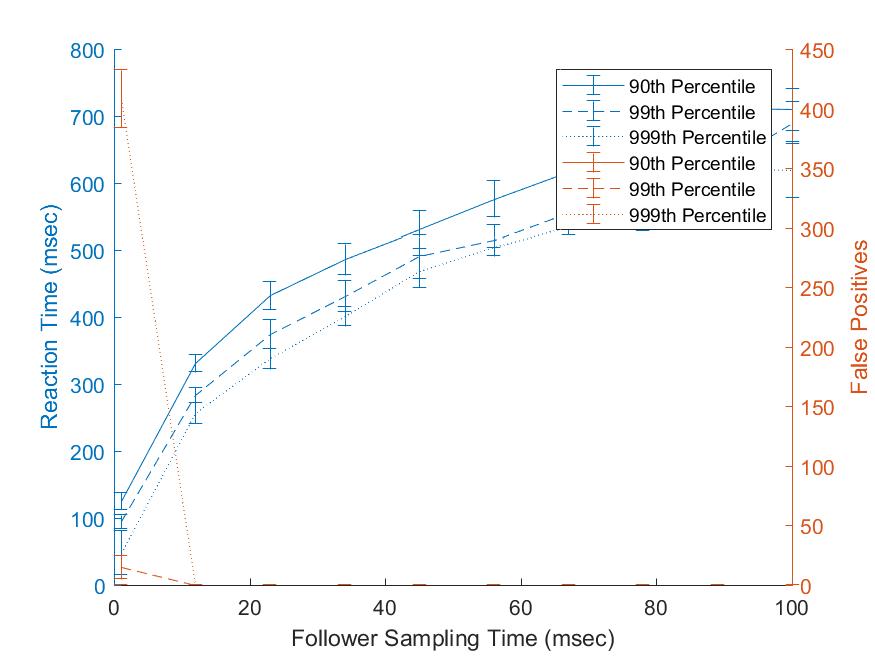 800
700
600
500
400
300
200
100
0
Reaction Time (msec)
90th Percentile
99th Percentile
999th Percentile
90th Percentile
99th Percentile
999th Percentile
450
400
350
300
250
200
150
100
50
0
False Positives
0 20 40 60 80 100
Follower Sampling Time (msec)